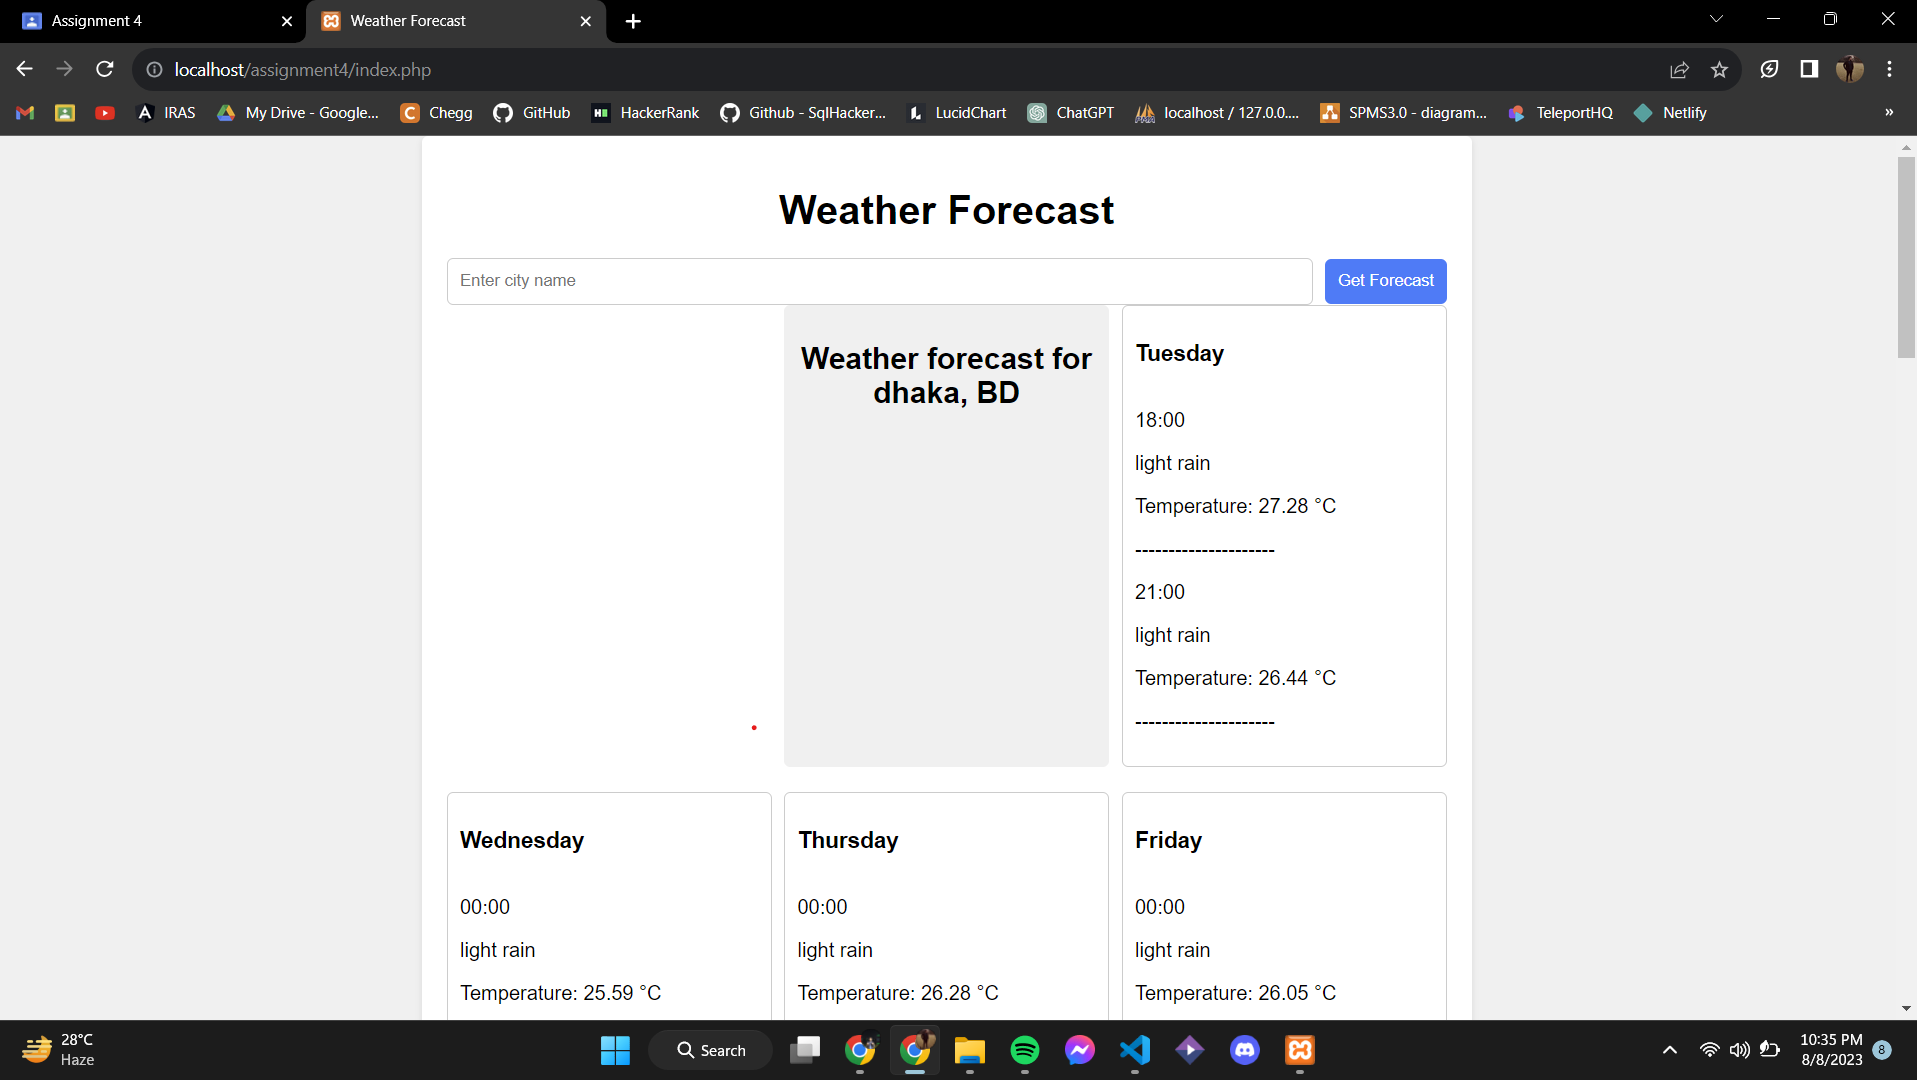 Assignment 4
Weather Forecast
localhost/assignment4/index.php
IRAS
My Drive - Google...
Chegg
GitHub
HackerRank
Github - SqlHacker...
LucidChart
ChatGPT
localhost / 127.0.0....
SPMS3.0 - diagram...
TeleportHQ
Netlify
»
Weather Forecast
Enter city name
Get Forecast
Weather forecast for
dhaka, BD
Tuesday
18:00
light rain
Temperature: 27.28 °C
---------------------
21:00
light rain
Temperature: 26.44 °C
---------------------
Wednesday
00:00
light rain
Temperature: 25.59 °C
Thursday
00:00
light rain
Temperature: 26.28 °C
Friday
00:00
light rain
Temperature: 26.05 °C
28°C
Haze
Search
10:35 PM
8/8/2023
8